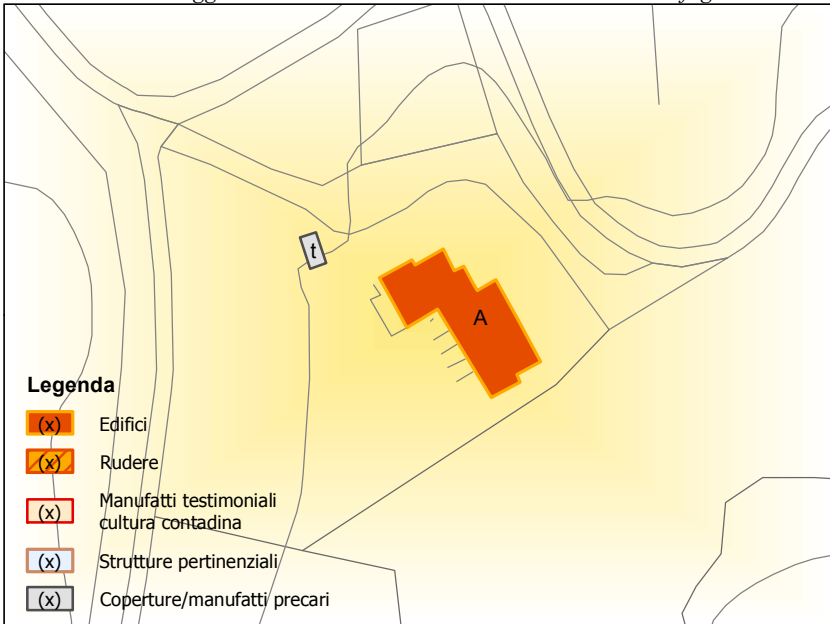 t
A
Legenda
(x) Edifici
(x) Rudere
(x) Manufatti testimoniali
cultura contadina
(x) Strutture pertinenziali
(x) Coperture/manufatti precari